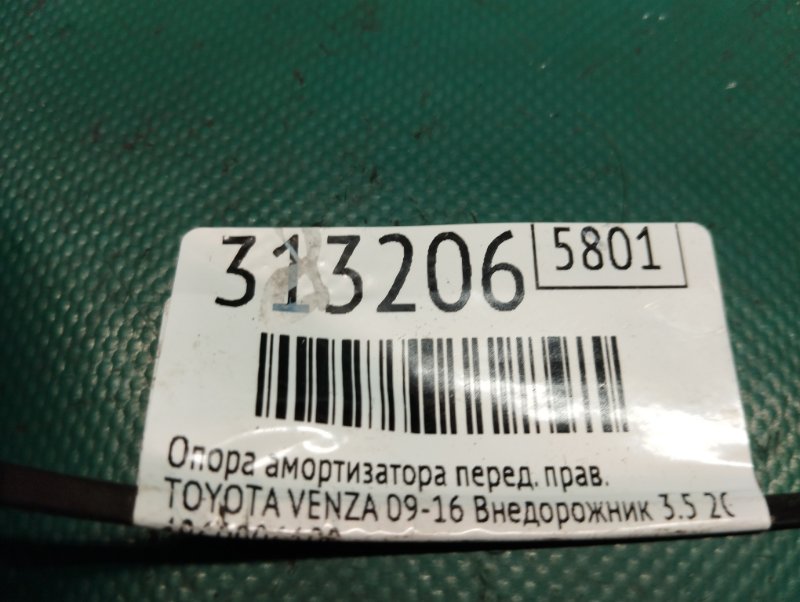 313206
5801
Опора амортизатора перед. прав.
TOYOTA VENZA 09-16 Внедорожник 3.5